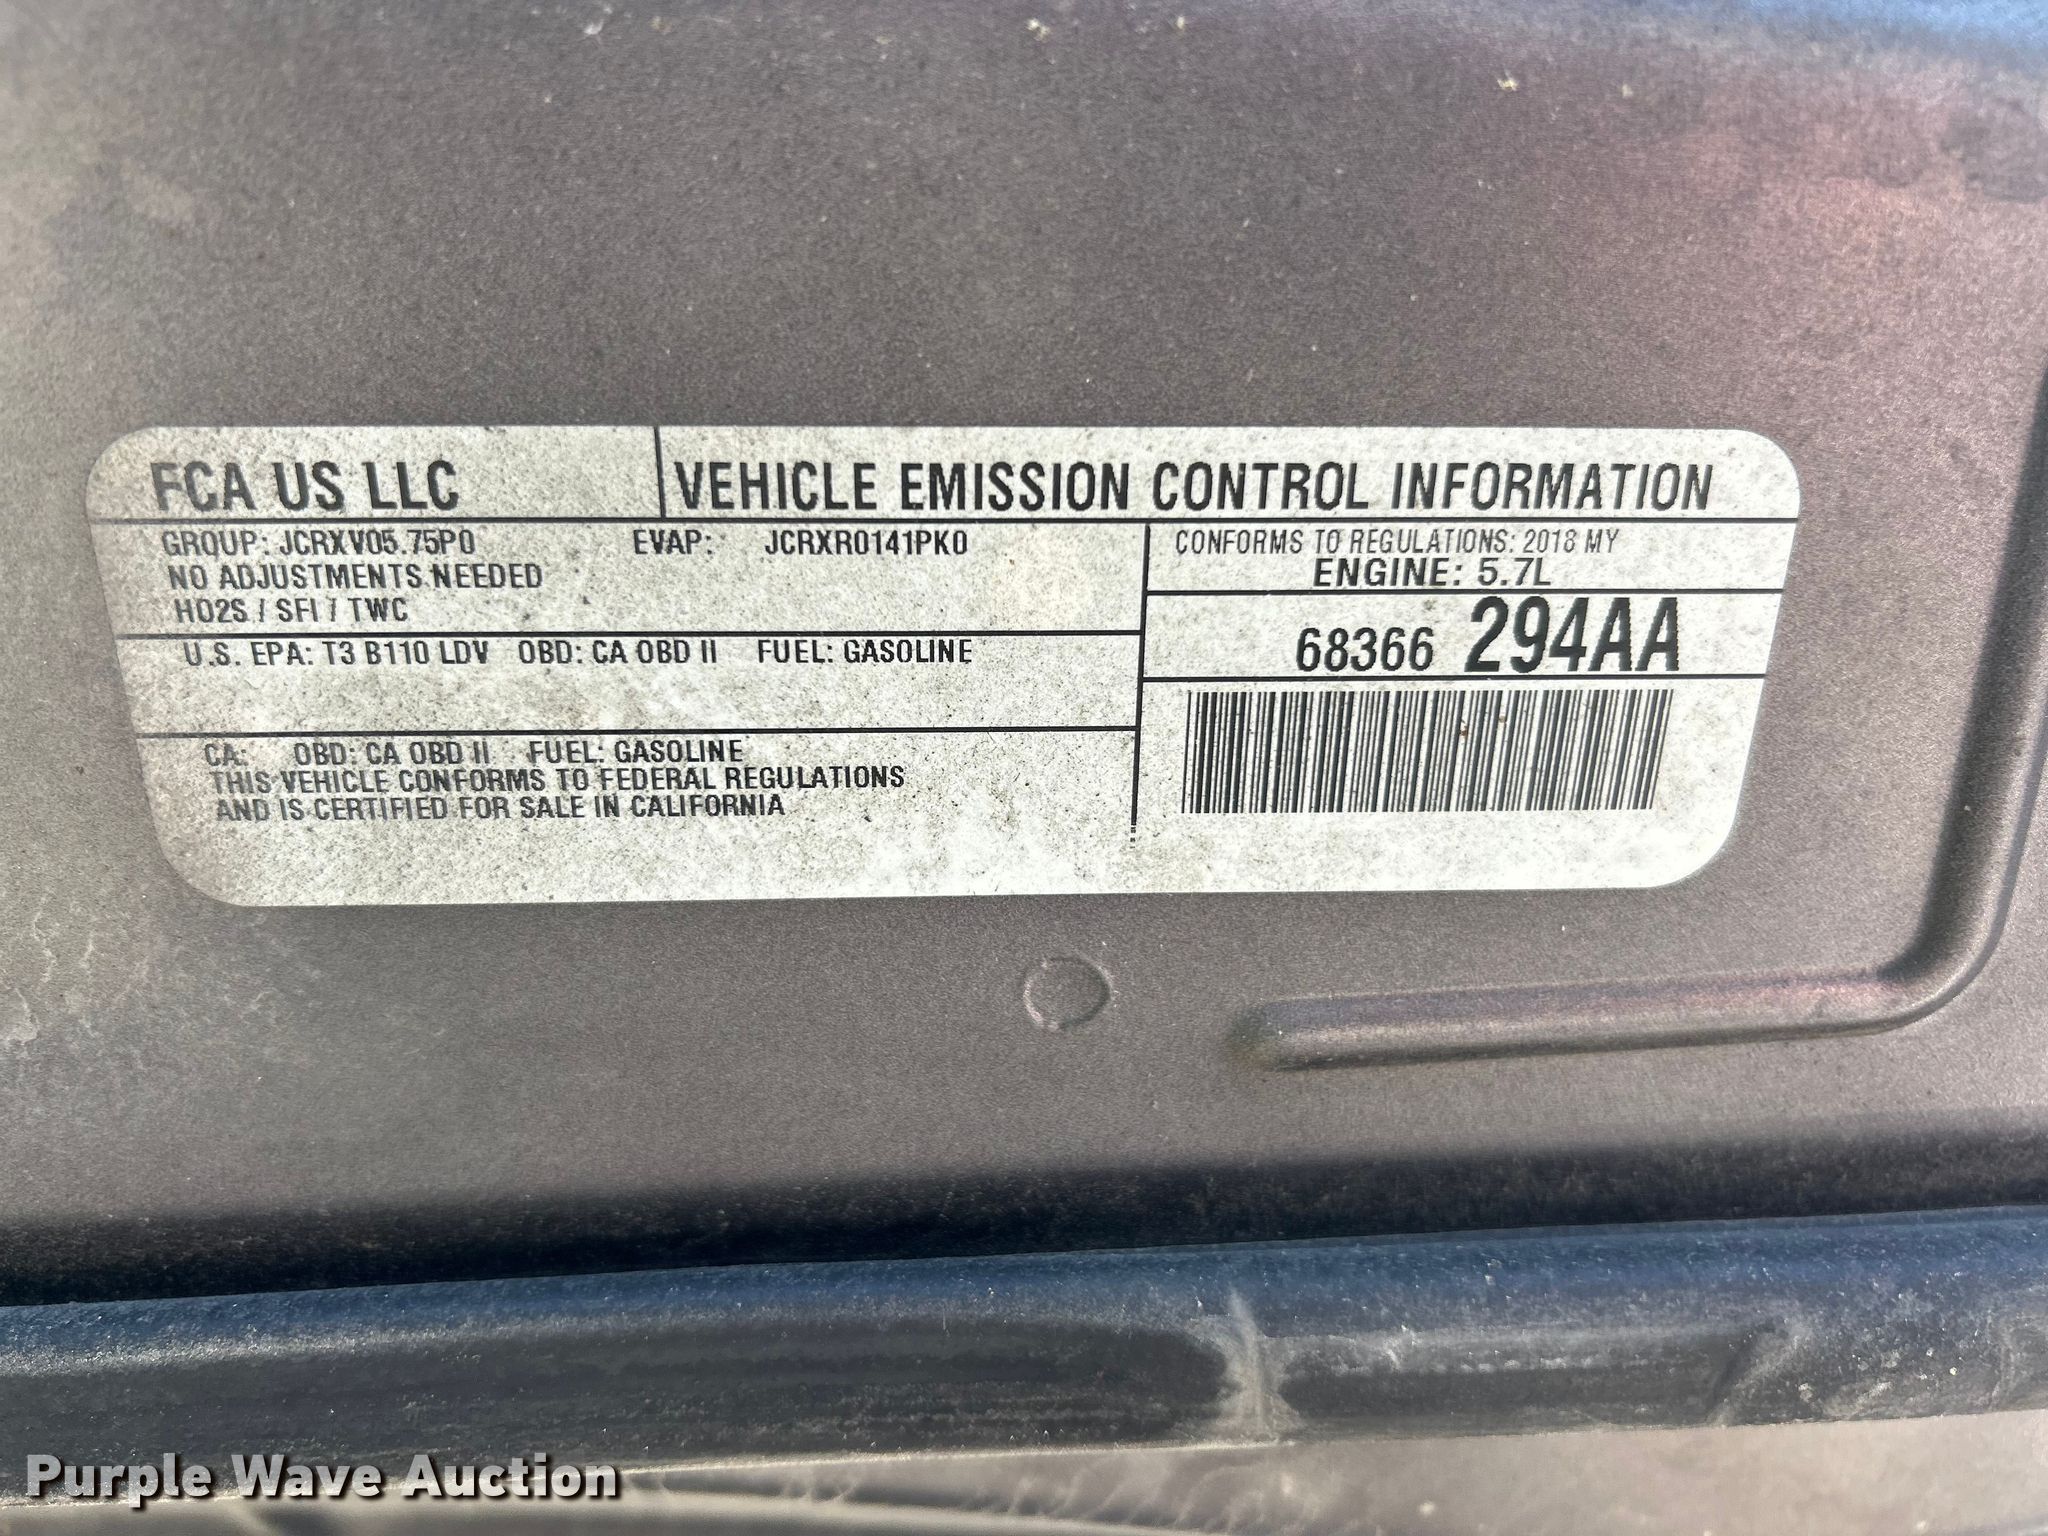 FCA US LLC
VEHICLE EMISSION CONTROL INFORMATION
GROUP: JCRXV05.75P0 EVAP: JCRXR0141PK0
NO ADJUSTMENTS NEEDED
HO2S / SFI / TWC
U.S. EPA: T3 B110 LDV OBD: CA OBD II FUEL: GASOLINE
CA: OBD: CA OBD II FUEL: GASOLINE
THIS VEHICLE CONFORMS TO FEDERAL REGULATIONS
AND IS CERTIFIED FOR SALE IN CALIFORNIA
CONFORMS TO REGULATIONS: 2018 MY
ENGINE: 5.7L
68366 294AA
Purple Wave Auction